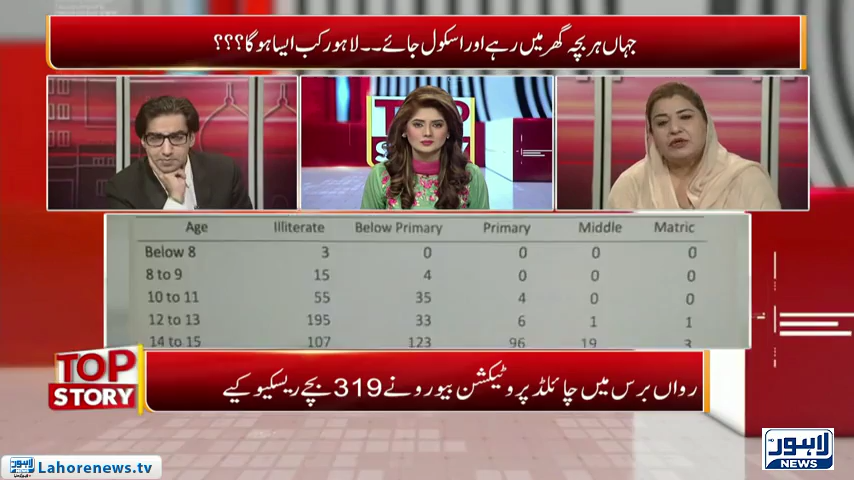 جہاں ہر بچہ گھر میں رہے اور اسکول جائے۔۔ لاہور کب ایسا ہوگا؟؟؟
TOP
STORY
Age Illiterate Below Primary Primary Middle Matric
Below 8 3 0 0 0 0
8 to 9 15 4 0 0 0
10 to 11 55 35 4 0 0
12 to 13 195 33 6 1 1
14 to 15 107 123 96 19 3
TOP
STORY
رواں برس میں چائلڈ پروٹیکشن بیورو نے 319 بچے ریسکیو کیے
Lahorenews.tv
HD لاہور
NEWS